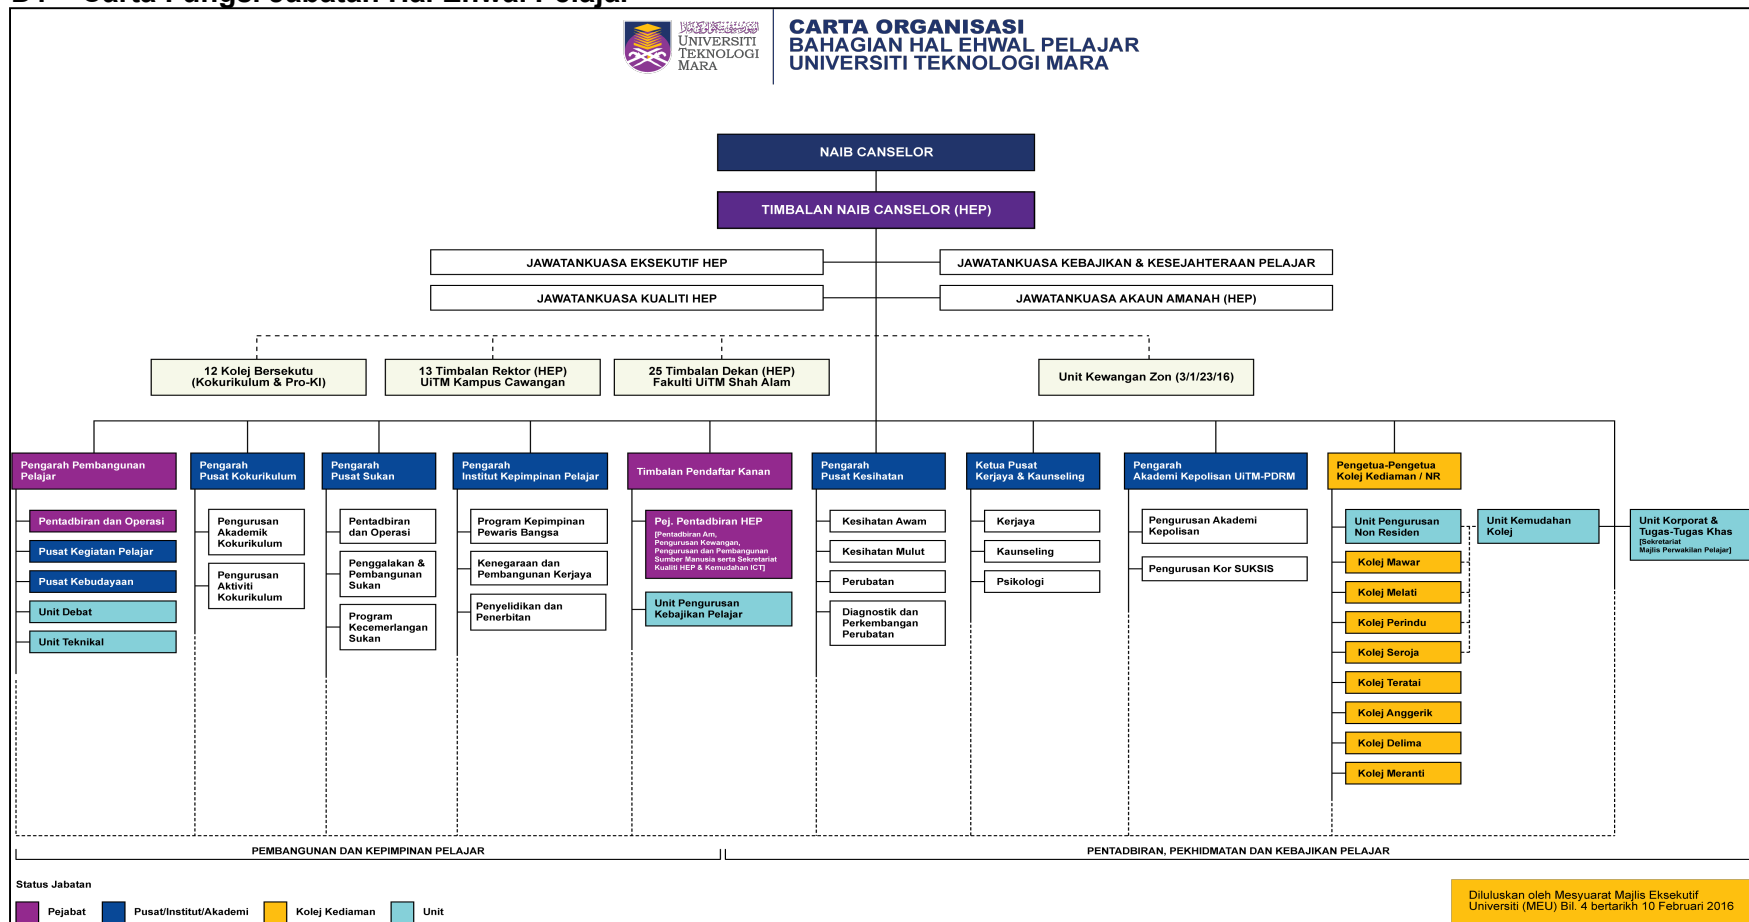 UNIVERSITI
TEKNOLOGI
MARA
CARTA ORGANISASI
BAHAGIAN HAL EHWAL PELAJAR
UNIVERSITI TEKNOLOGI MARA
NAIB CANSELOR
TIMBALAN NAIB CANSELOR (HEP)
JAWATANKUASA EKSEKUTIF HEP
JAWATANKUASA KEBAJIKAN & KESEJAHTERAAN PELAJAR
JAWATANKUASA KUALITI HEP
JAWATANKUASA AKAUN AMANAH (HEP)
12 Kolej Bersekutu
(Kokurikulum & Pro-KI)
13 Timbalan Rektor (HEP)
UiTM Kampus Cawangan
25 Timbalan Dekan (HEP)
Fakulti UiTM Shah Alam
Unit Kewangan Zon (3/1/23/16)
Pengarah Pembangunan
Pelajar
Pentadbiran dan Operasi
Pusat Kegiatan Pelajar
Pusat Kebudayaan
Unit Debat
Unit Teknikal
Pengarah
Pusat Kokurikulum
Pengurusan
Akademik
Kokurikulum
Pengurusan
Aktiviti
Kokurikulum
Pengarah
Pusat Sukan
Pentadbiran
dan Operasi
Penggalakan &
Pembangunan
Sukan
Program
Kecemerlangan
Sukan
Pengarah
Institut Kepimpinan Pelajar
Program Kepimpinan
Pewaris Bangsa
Kenegaraan dan
Pembangunan Kerjaya
Penyelidikan dan
Penerbitan
Timbalan Pendaftar Kanan
Pej. Pentadbiran HEP
[Pentadbiran Am,
Pengurusan Kewangan,
Pengurusan dan Pembangunan
Sumber Manusia serta Sekretariat
Kualiti HEP & Kemudahan ICT]
Unit Pengurusan
Kebajikan Pelajar
Pengarah
Pusat Kesihatan
Kesihatan Awam
Kesihatan Mulut
Perubatan
Diagnostik dan
Perkembangan
Perubatan
Ketua Pusat
Kerjaya & Kaunseling
Kerjaya
Kaunseling
Psikologi
Pengarah
Akademi Kepolisan UiTM-PDRM
Pengurusan Akademi
Kepolisan
Pengurusan Kor SUKSIS
Pengetua-Pengetua
Kolej Kediaman / NR
Unit Pengurusan
Non Residen
Kolej Mawar
Kolej Melati
Kolej Perindu
Kolej Seroja
Kolej Teratai
Kolej Anggerik
Kolej Delima
Kolej Meranti
Unit Kemudahan
Kolej
Unit Korporat &
Tugas-Tugas Khas
[Sekretariat
Majlis Perwakilan Pelajar]
PEMBANGUNAN DAN KEPIMPINAN PELAJAR
PENTADBIRAN, PEKHIDMATAN DAN KEBAJIKAN PELAJAR
Status Jabatan
Pejabat
Pusat/Institut/Akademi
Kolej Kediaman
Unit
Diluluskan oleh Mesyuarat Majlis Eksekutif
Universiti (MEU) Bil. 4 bertarikh 10 Februari 2016